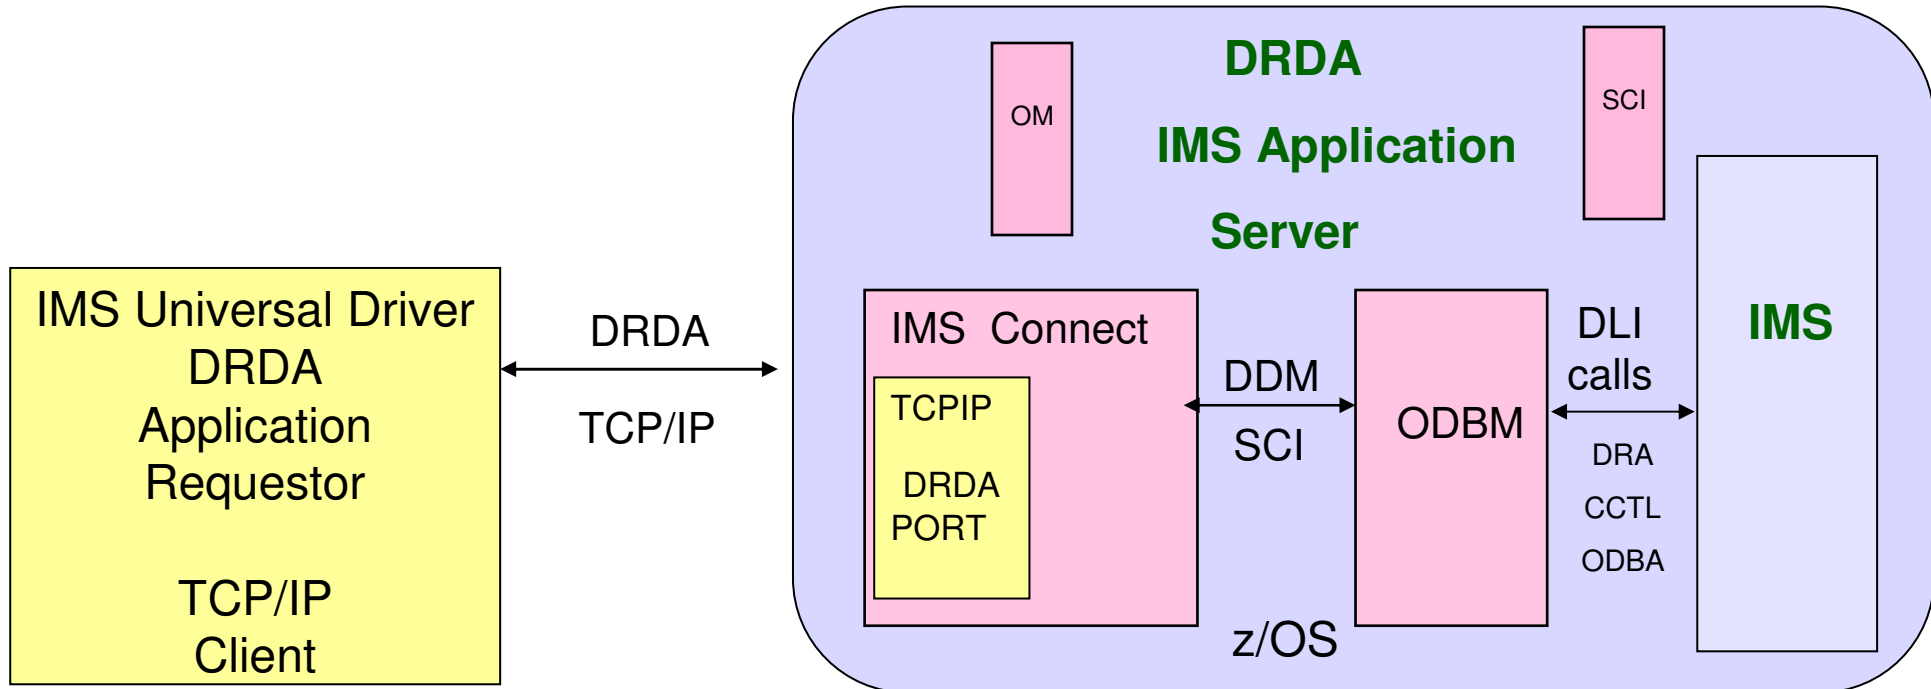 IMS Universal Driver
DRDA
Application
Requestor
TCP/IP
Client
DRDA
TCP/IP
DRDA
IMS Application
Server
OM
SCI
IMS Connect
TCPIP
DRDA
PORT
DDM
SCI
ODBM
DLI
calls
DRA
CCTL
ODBA
IMS
z/OS